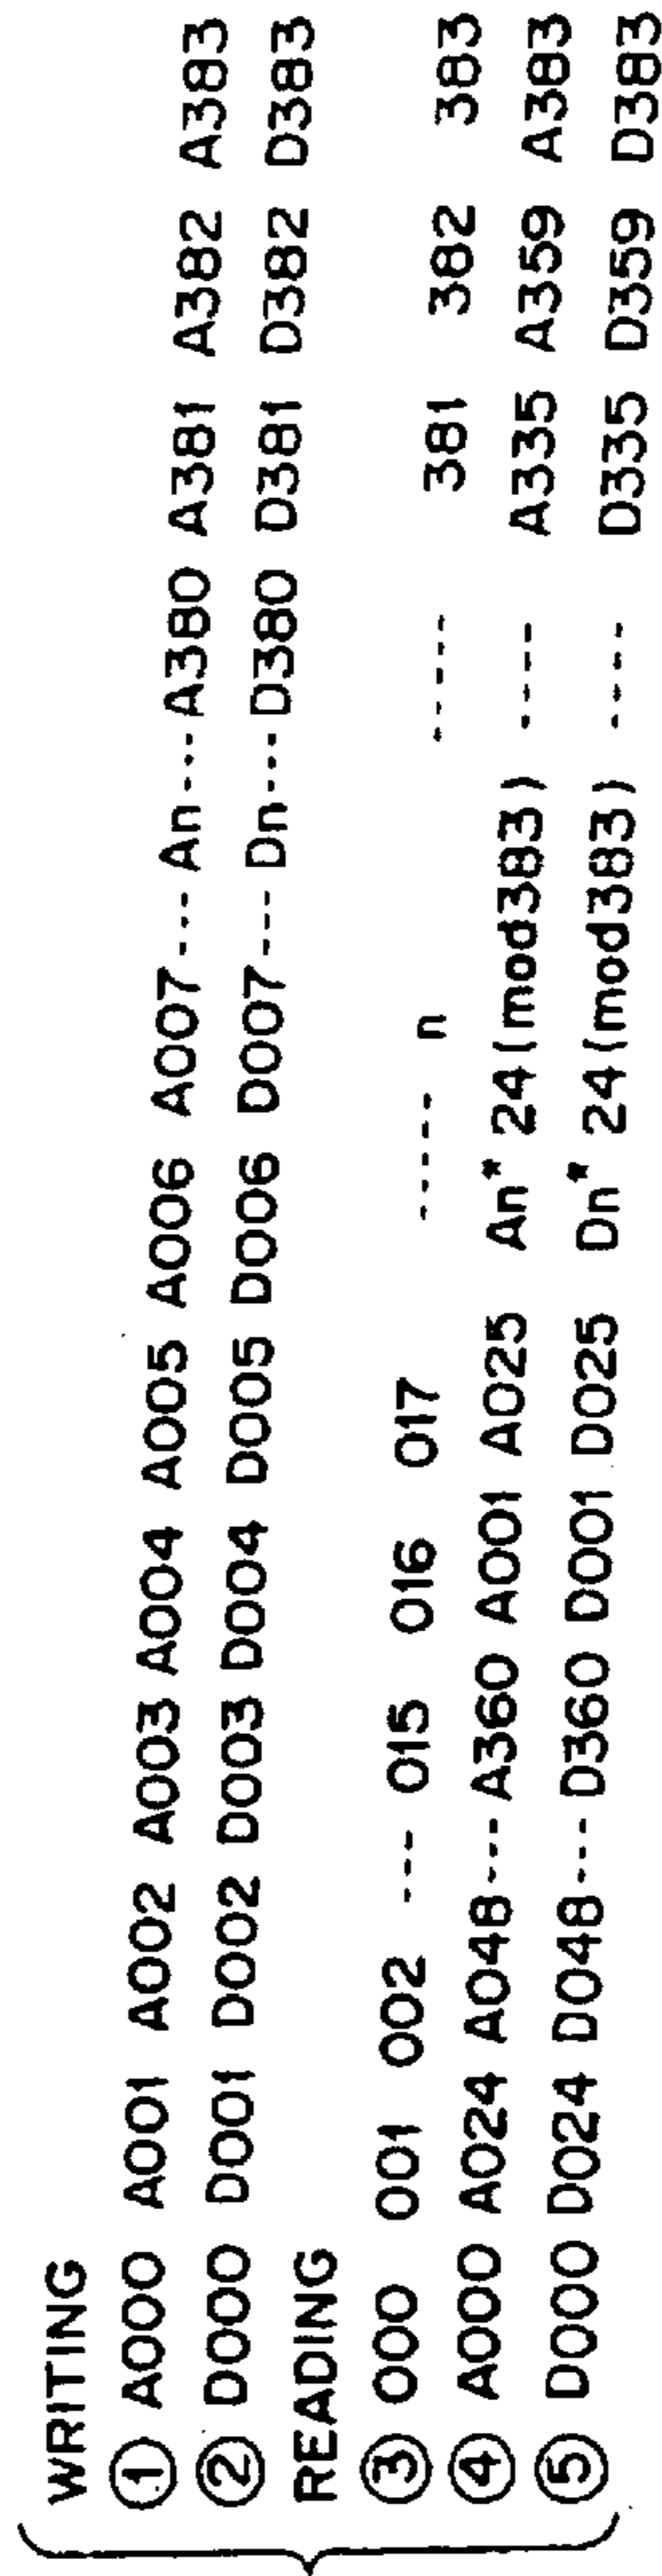 WRITING
① A000 A001 A002 A003 A004 A005 A006 A007 --- An --- A380 A381 A382 A383
② D000 D001 D002 D003 D004 D005 D006 D007 --- Dn --- D380 D381 D382 D383
READING
③ 000 001 002 --- 015 016 017 ----- n ----- 381 382 383
④ A000 A024 A048 --- A360 A001 A025 An* 24(mod383) ---- A335 A359 A383
⑤ D000 D024 D048 --- D360 D001 D025 Dn* 24(mod383) ---- D335 D359 D383